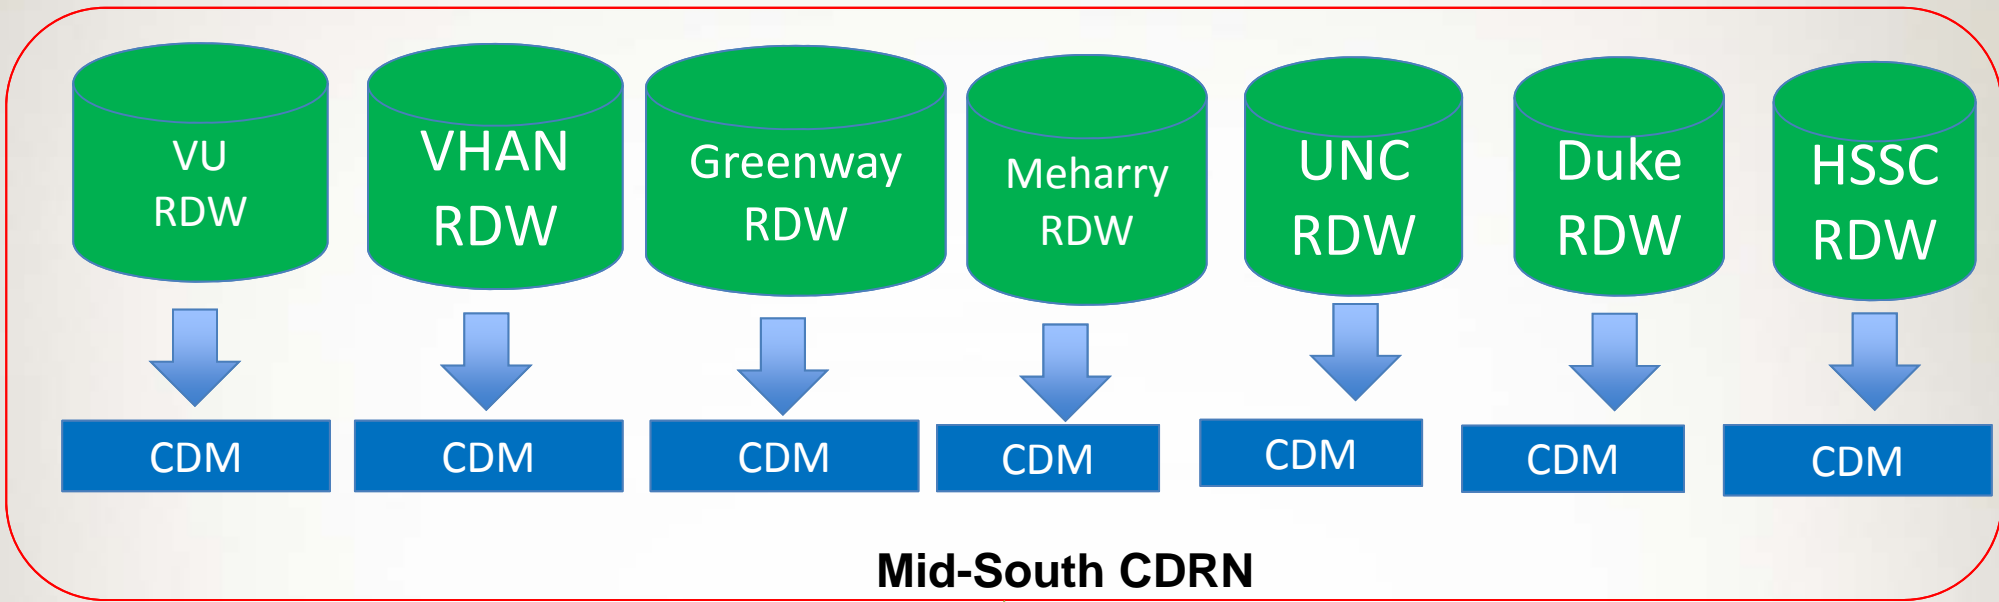 VU
RDW
VHAN
RDW
Greenway
RDW
Meharry
RDW
UNC
RDW
Duke
RDW
HSSC
RDW
CDM
CDM
CDM
CDM
CDM
CDM
CDM
Mid-South CDRN